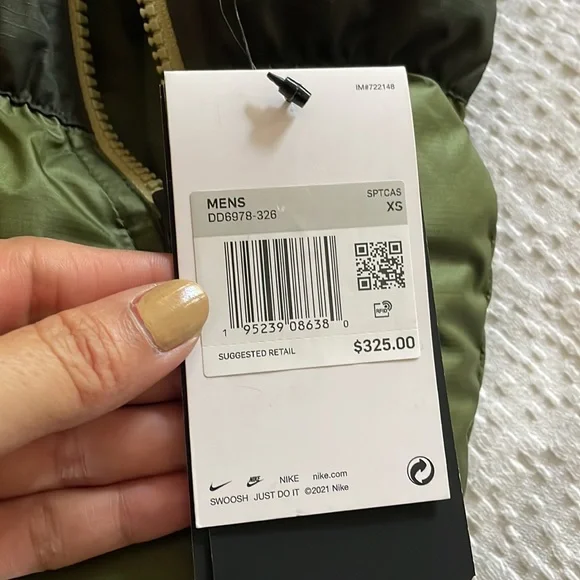 IM#722148
MENS
SPTCAS
DD6978-326
XS
RFID
1 95239 08638 0
SUGGESTED RETAIL
$325.00
NIKE nike.com
SWOOSH JUST DO IT ©2021 Nike